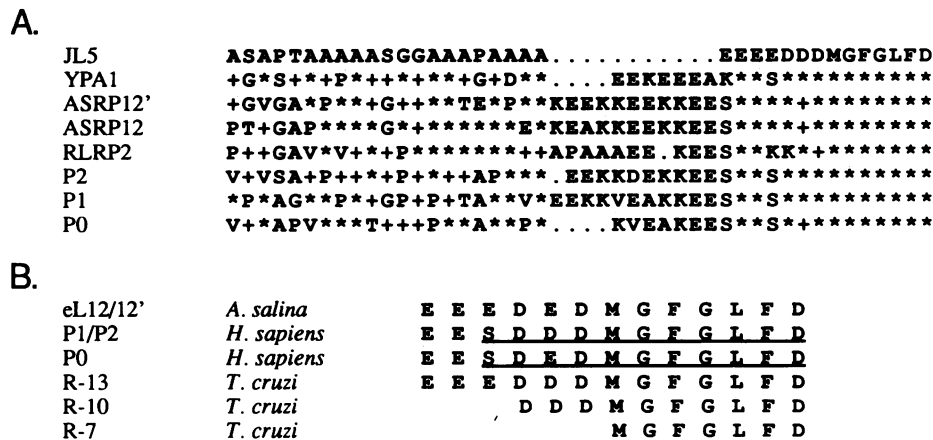 A.
JL5 ASAPTAAAAASGGAAAPAAAA...........EEEEDDDMGFGLFD
YPA1 +G*S+*+P*+++*+++G+D**....EEKEEEAK**S**********
ASRP12' +GVGA*P**+G++**TE*P**KEEKKEEKKEES****+********
ASRP12 PT+GAP****G*+******E*KEAKKEEKKEES****+********
RLRP2 P++GAV*V+*+P*******++APAAAEE.KEES**KK*+*******
P2 V+VSA+P++*+P+*++AP***.EEKKDEKKEES**S*+********
P1 *P*AG**P*+GP+P+TA**V*EEKKVEAKKEES**S*+********
P0 V+*APV***T+++P**A**P*....KVEAKEES**S*+********
B.
eL12/12' A. salina E E E D E D M G F G L F D
P1/P2 H. sapiens E E S D D D M G F G L F D
P0 H. sapiens E E S D E D M G F G L F D
R-13 T. cruzi E E E D D D M G F G L F D
R-10 T. cruzi D D D M G F G L F D
R-7 T. cruzi M G F G L F D